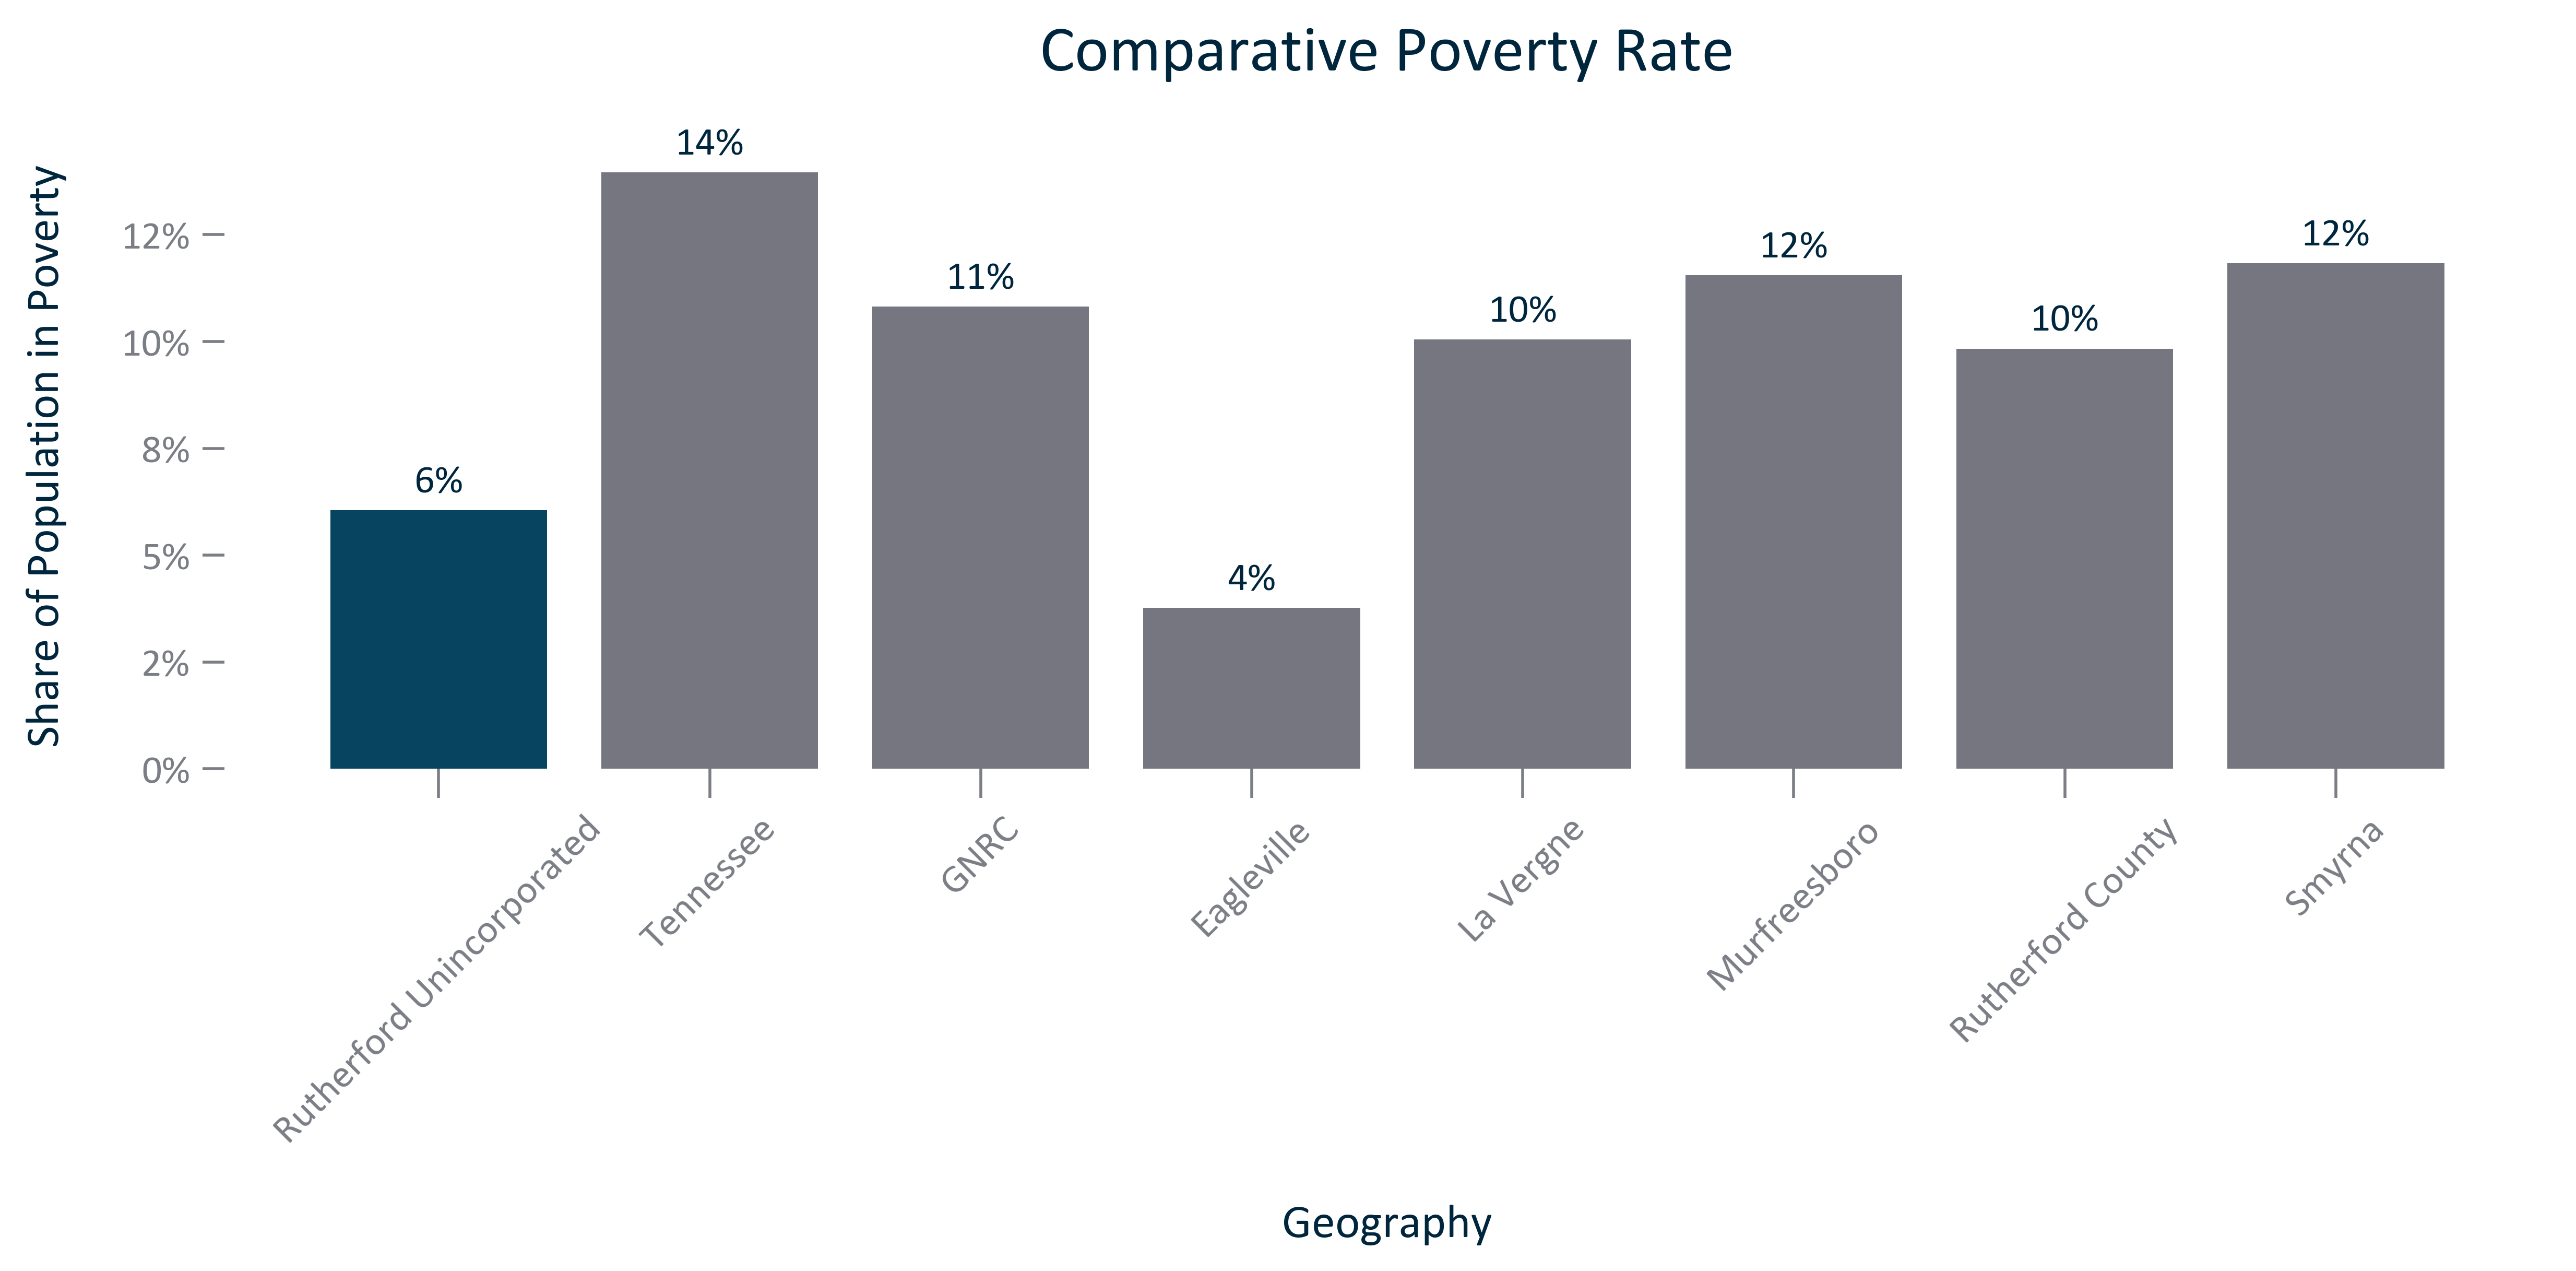 Comparative Poverty Rate
Share of Population in Poverty
12%
10%
8%
5%
2%
0%
6%
14%
11%
4%
10%
12%
10%
12%
Rutherford Unincorporated
Tennessee
GNRC
Eagleville
La Vergne
Murfreesboro
Rutherford County
Smyrna
Geography